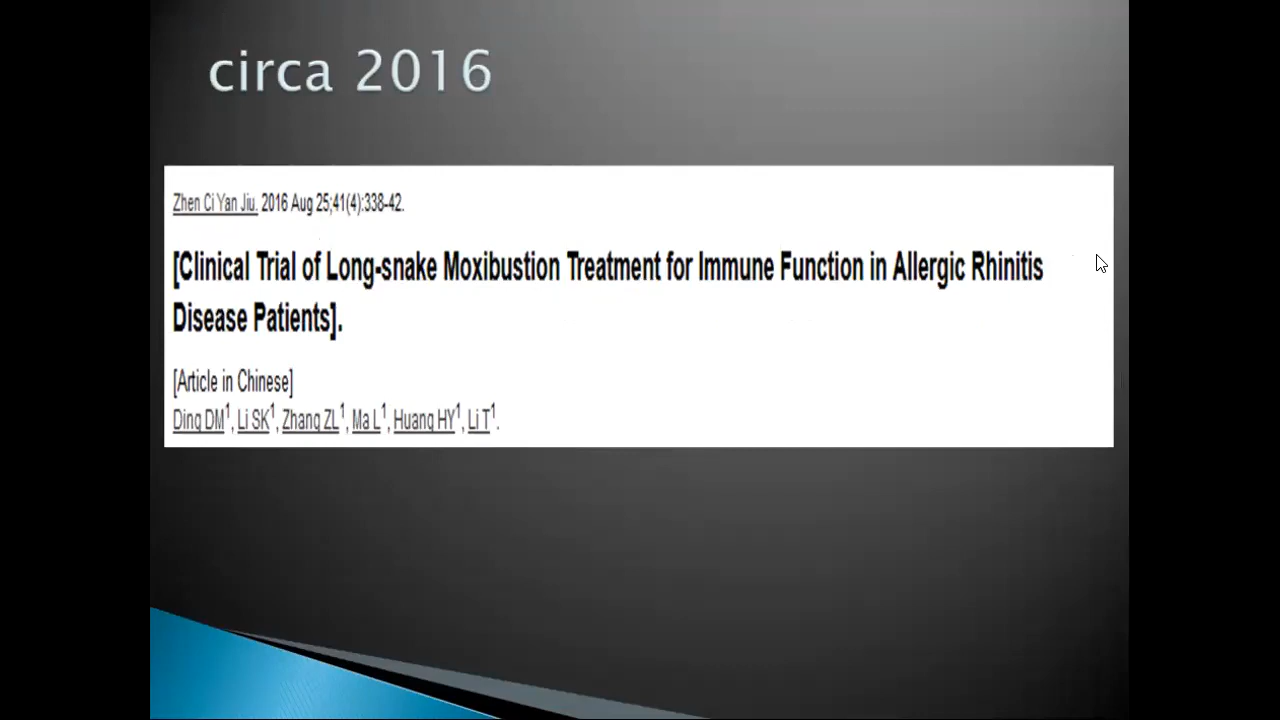 circa 2016
Zhen Ci Yan Jiu. 2016 Aug 25;41(4):338-42.
[Clinical Trial of Long-snake Moxibustion Treatment for Immune Function in Allergic Rhinitis
Disease Patients].
[Article in Chinese]
Ding DM1, Li SK1, Zhang ZL1, Ma L1, Huang HY1, Li T1.